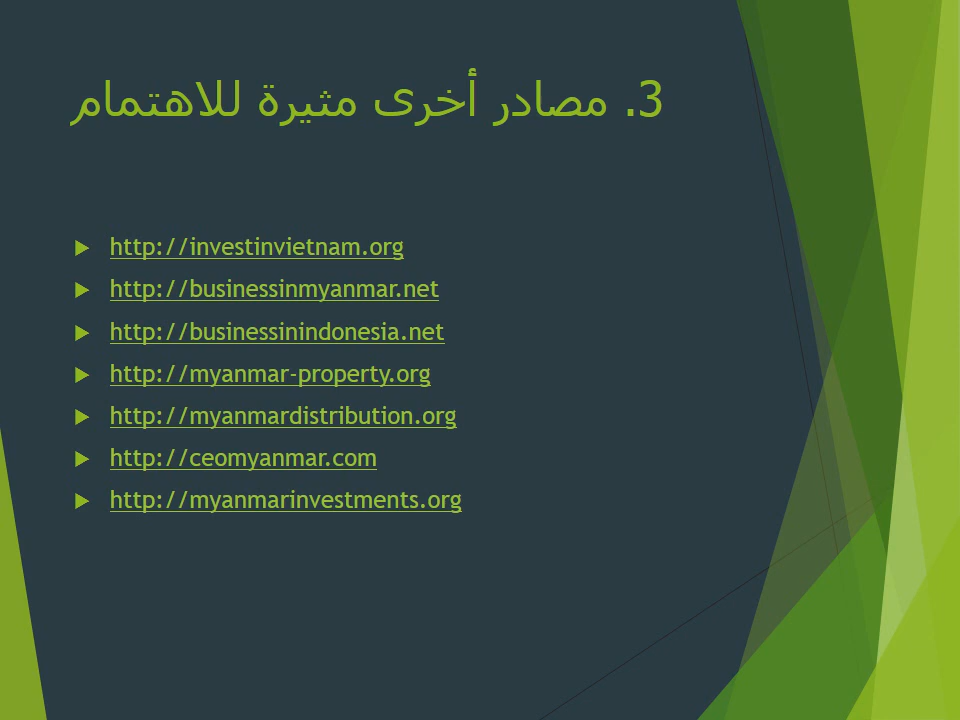 3. مصادر أخرى مثيرة للاهتمام
http://investinvietnam.org
http://businessinmyanmar.net
http://businessinindonesia.net
http://myanmar-property.org
http://myanmardistribution.org
http://ceomyanmar.com
http://myanmarinvestments.org